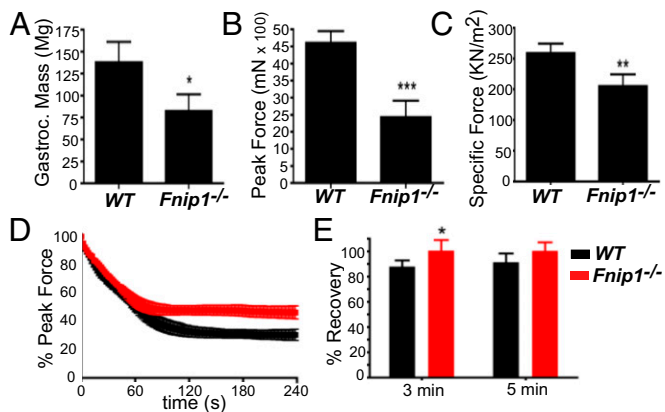 A
175
150
125
100
75
50
25
0
Gastroc. Mass (Mg)
*
WT
Fnip1-/-
B
50
45
40
35
30
25
20
15
10
5
0
Peak Force (mN x 100)
***
WT
Fnip1-/-
C
300
250
200
150
100
50
0
Specific Force (KN/m²)
**
WT
Fnip1-/-
D
100
80
60
40
20
0
% Peak Force
0
60
120
180
240
time (s)
E
100
80
60
40
20
0
% Recovery
*
3 min
5 min
WT
Fnip1-/-